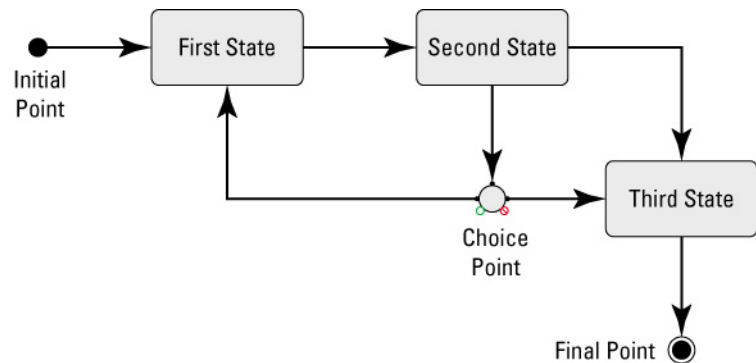 First State
Second State
Initial
Point
Third State
Choice
Point
Final Point